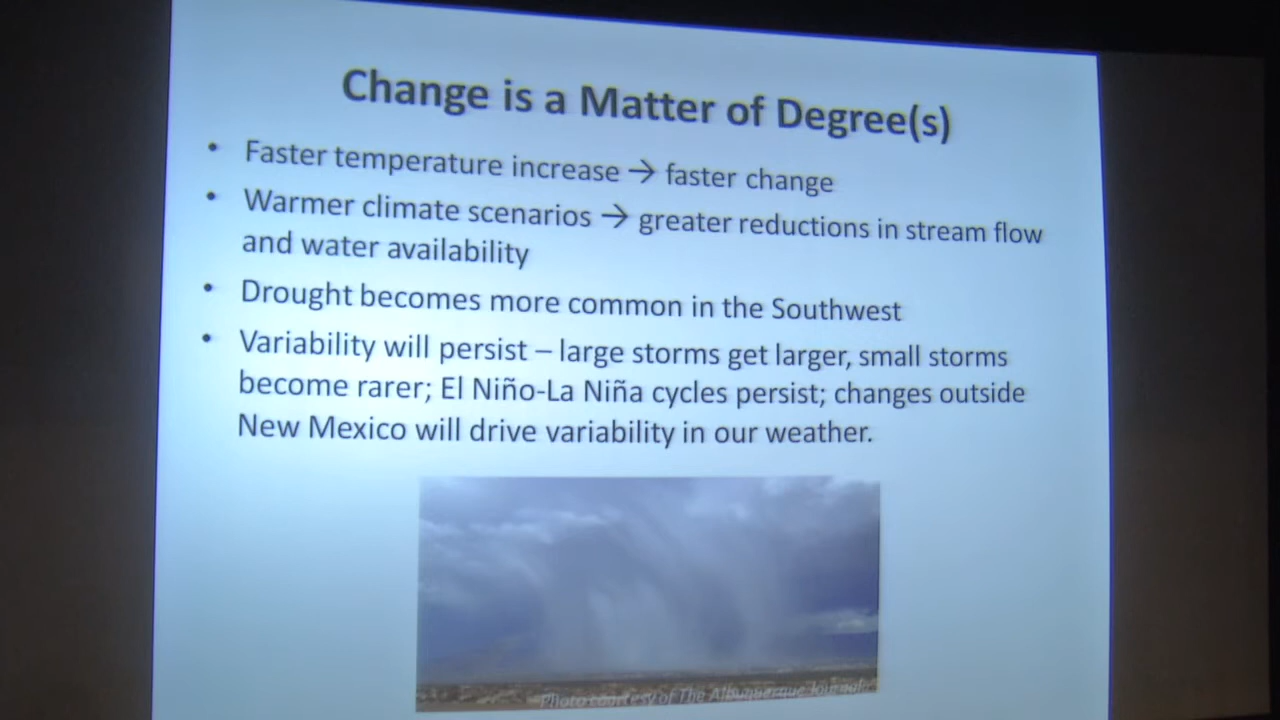 Change is a Matter of Degree(s)
• Faster temperature increase → faster change
• Warmer climate scenarios → greater reductions in stream flow
and water availability
• Drought becomes more common in the Southwest
• Variability will persist – large storms get larger, small storms
become rarer; El Niño-La Niña cycles persist; changes outside
New Mexico will drive variability in our weather.
Photo courtesy of The Albuquerque Journal